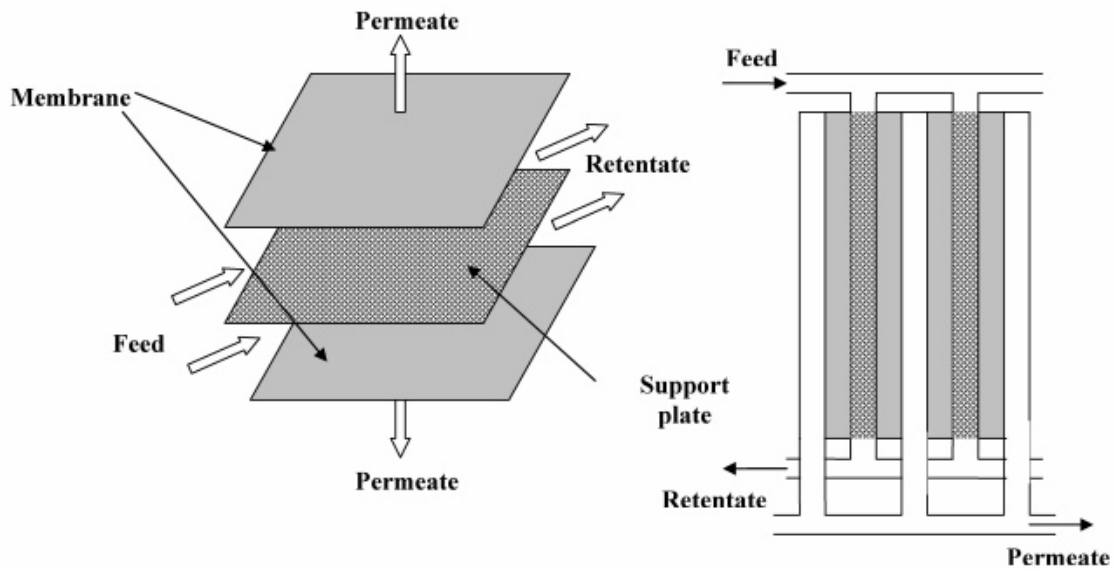 Permeate
Membrane
Retentate
Feed
Support
plate
Permeate
Feed
Retentate
Permeate